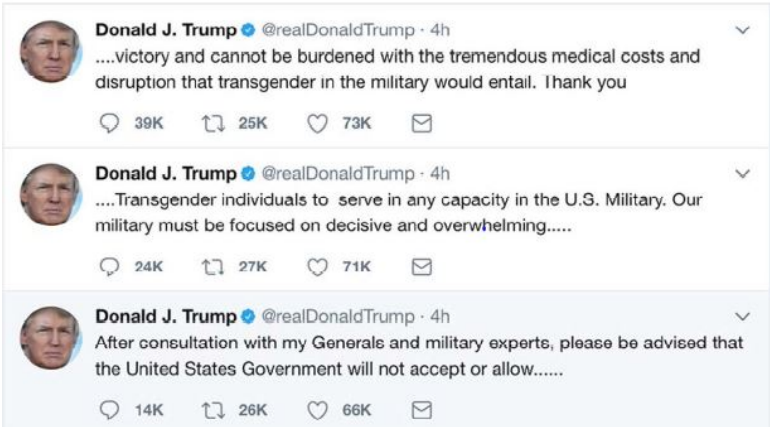 Donald J. Trump @realDonaldTrump · 4h
....victory and cannot be burdened with the tremendous medical costs and
disruption that transgender in the military would entail. Thank you
39K 25K 73K
Donald J. Trump @realDonaldTrump · 4h
....Transgender individuals to serve in any capacity in the U.S. Military. Our
military must be focused on decisive and overwhelming.....
24K 27K 71K
Donald J. Trump @realDonaldTrump · 4h
After consultation with my Generals and military experts, please be advised that
the United States Government will not accept or allow......
14K 26K 66K